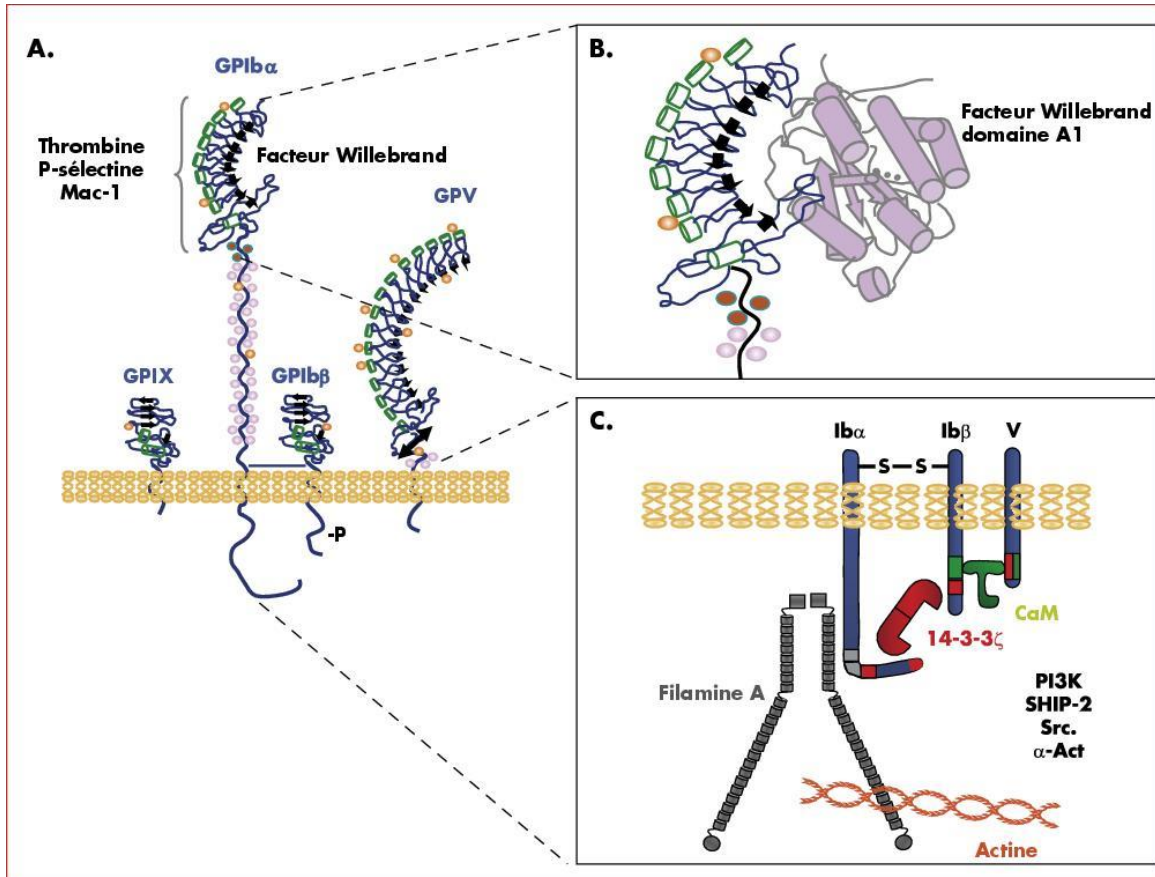 A.
GPIbα
Thrombine
P-sélectine
Mac-1
Facteur Willebrand
GPV
GPIX
GPIbβ
-P
B.
Facteur Willebrand
domaine A1
C.
Ibα
Ibβ
V
S
S
CaM
14-3-3ζ
Filamine A
PI3K
SHIP-2
Src.
α-Act
Actine